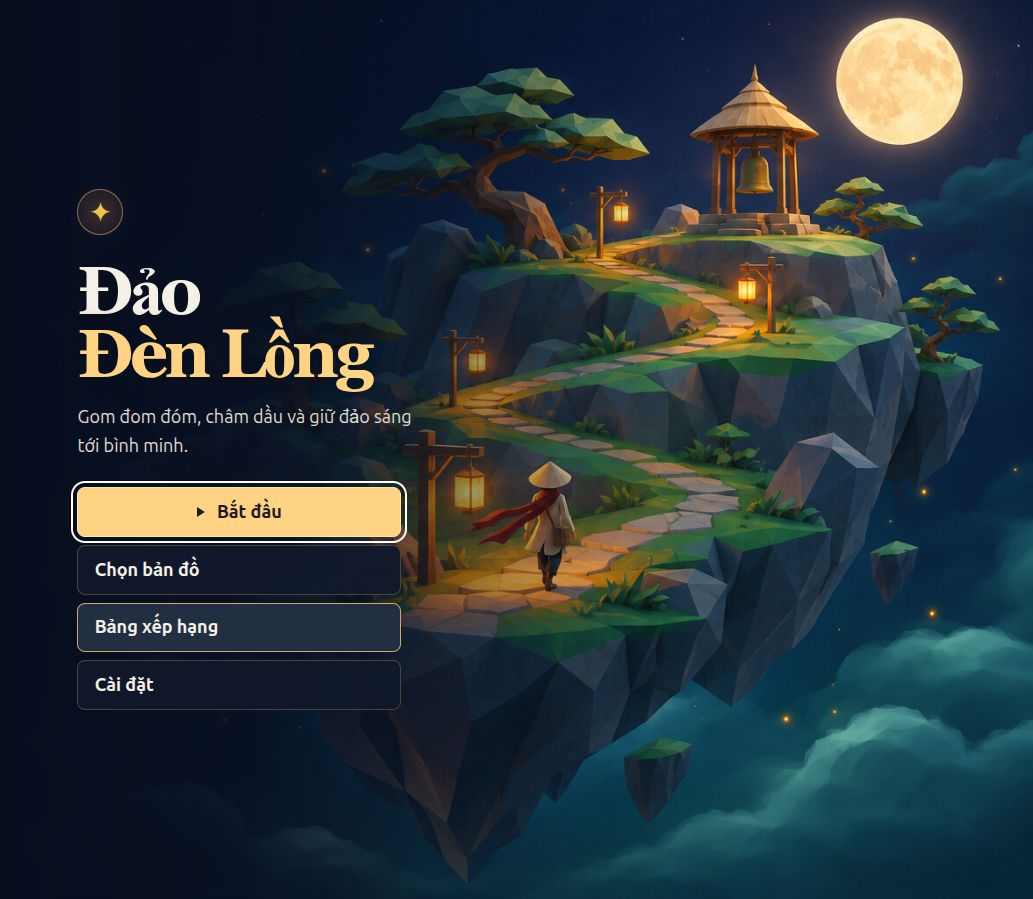 Đảo
Đèn Lồng
Gom đom đóm, châm dầu và giữ đảo sáng
tới bình minh.
Bắt đầu
Chọn bản đồ
Bảng xếp hạng
Cài đặt